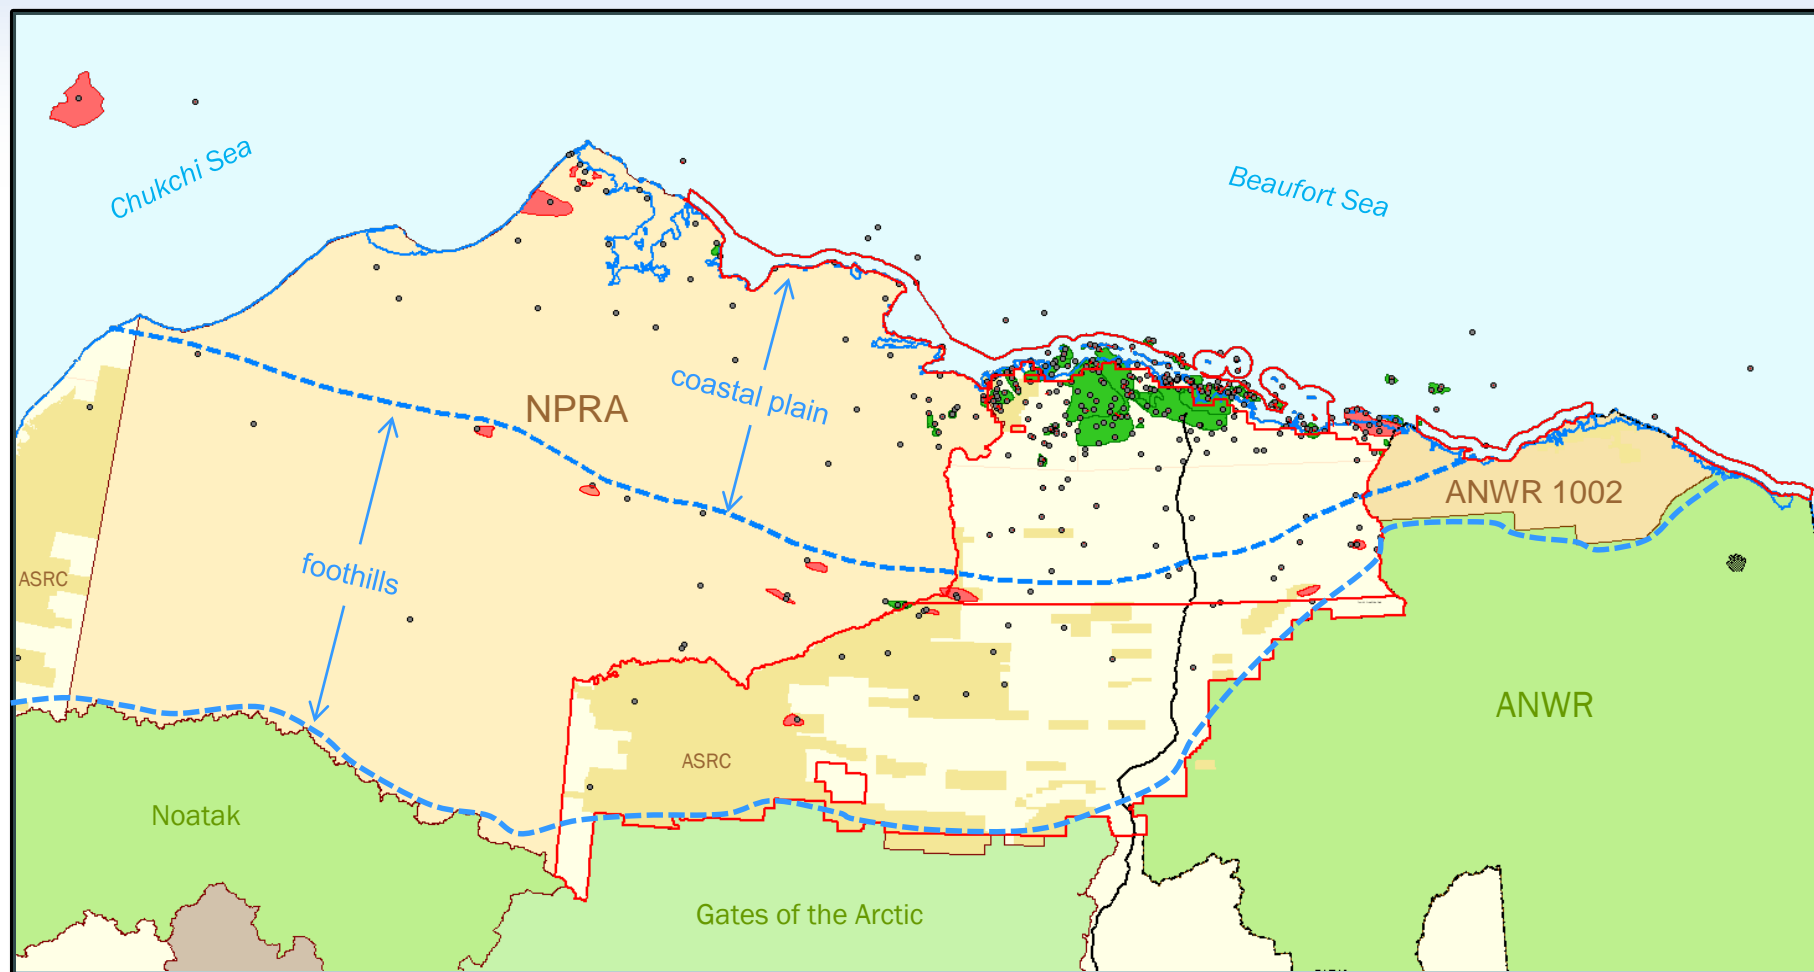 Chukchi Sea
Beaufort Sea
coastal plain
NPRA
ANWR 1002
foothills
ASRC
ANWR
ASRC
Noatak
Gates of the Arctic